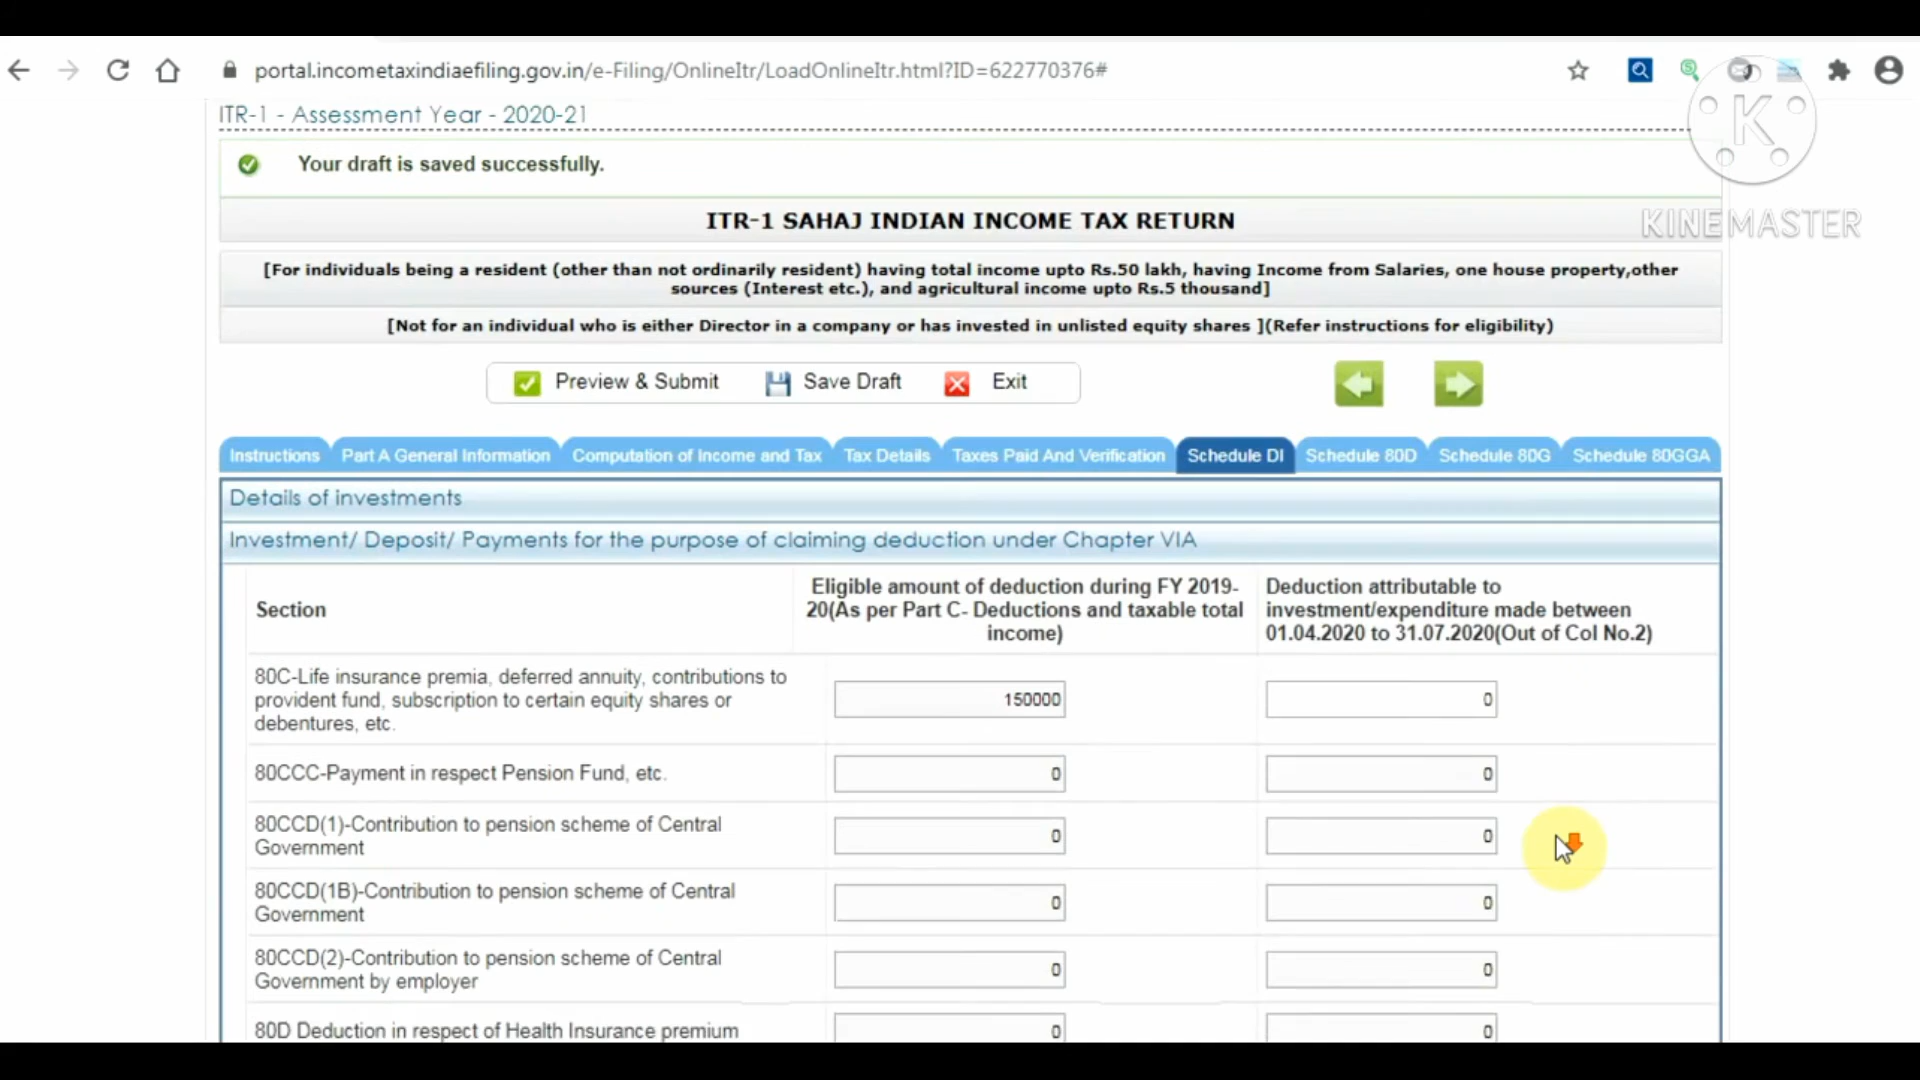 portal.incometaxindiaefiling.gov.in/e-Filing/OnlineItr/LoadOnlineItr.html?ID=622770376#
ITR-1 - Assessment Year - 2020-21
K
KINEMASTER
Your draft is saved successfully.
ITR-1 SAHAJ INDIAN INCOME TAX RETURN
[For individuals being a resident (other than not ordinarily resident) having total income upto Rs.50 lakh, having Income from Salaries, one house property,other
sources (Interest etc.), and agricultural income upto Rs.5 thousand]
[Not for an individual who is either Director in a company or has invested in unlisted equity shares ](Refer instructions for eligibility)
Preview & Submit Save Draft Exit
Instructions Part A General Information Computation of Income and Tax Tax Details Taxes Paid And Verification Schedule DI Schedule 80D Schedule 80G Schedule 80GGA
Details of investments
Investment/ Deposit/ Payments for the purpose of claiming deduction under Chapter VIA
Section
Eligible amount of deduction during FY 2019-
20(As per Part C- Deductions and taxable total
income)
Deduction attributable to
investment/expenditure made between
01.04.2020 to 31.07.2020(Out of Col No.2)
80C-Life insurance premia, deferred annuity, contributions to
provident fund, subscription to certain equity shares or
debentures, etc.
150000 0
80CCC-Payment in respect Pension Fund, etc.
0 0
80CCD(1)-Contribution to pension scheme of Central
Government
0 0
80CCD(1B)-Contribution to pension scheme of Central
Government
0 0
80CCD(2)-Contribution to pension scheme of Central
Government by employer
0 0
80D Deduction in respect of Health Insurance premium
0 0